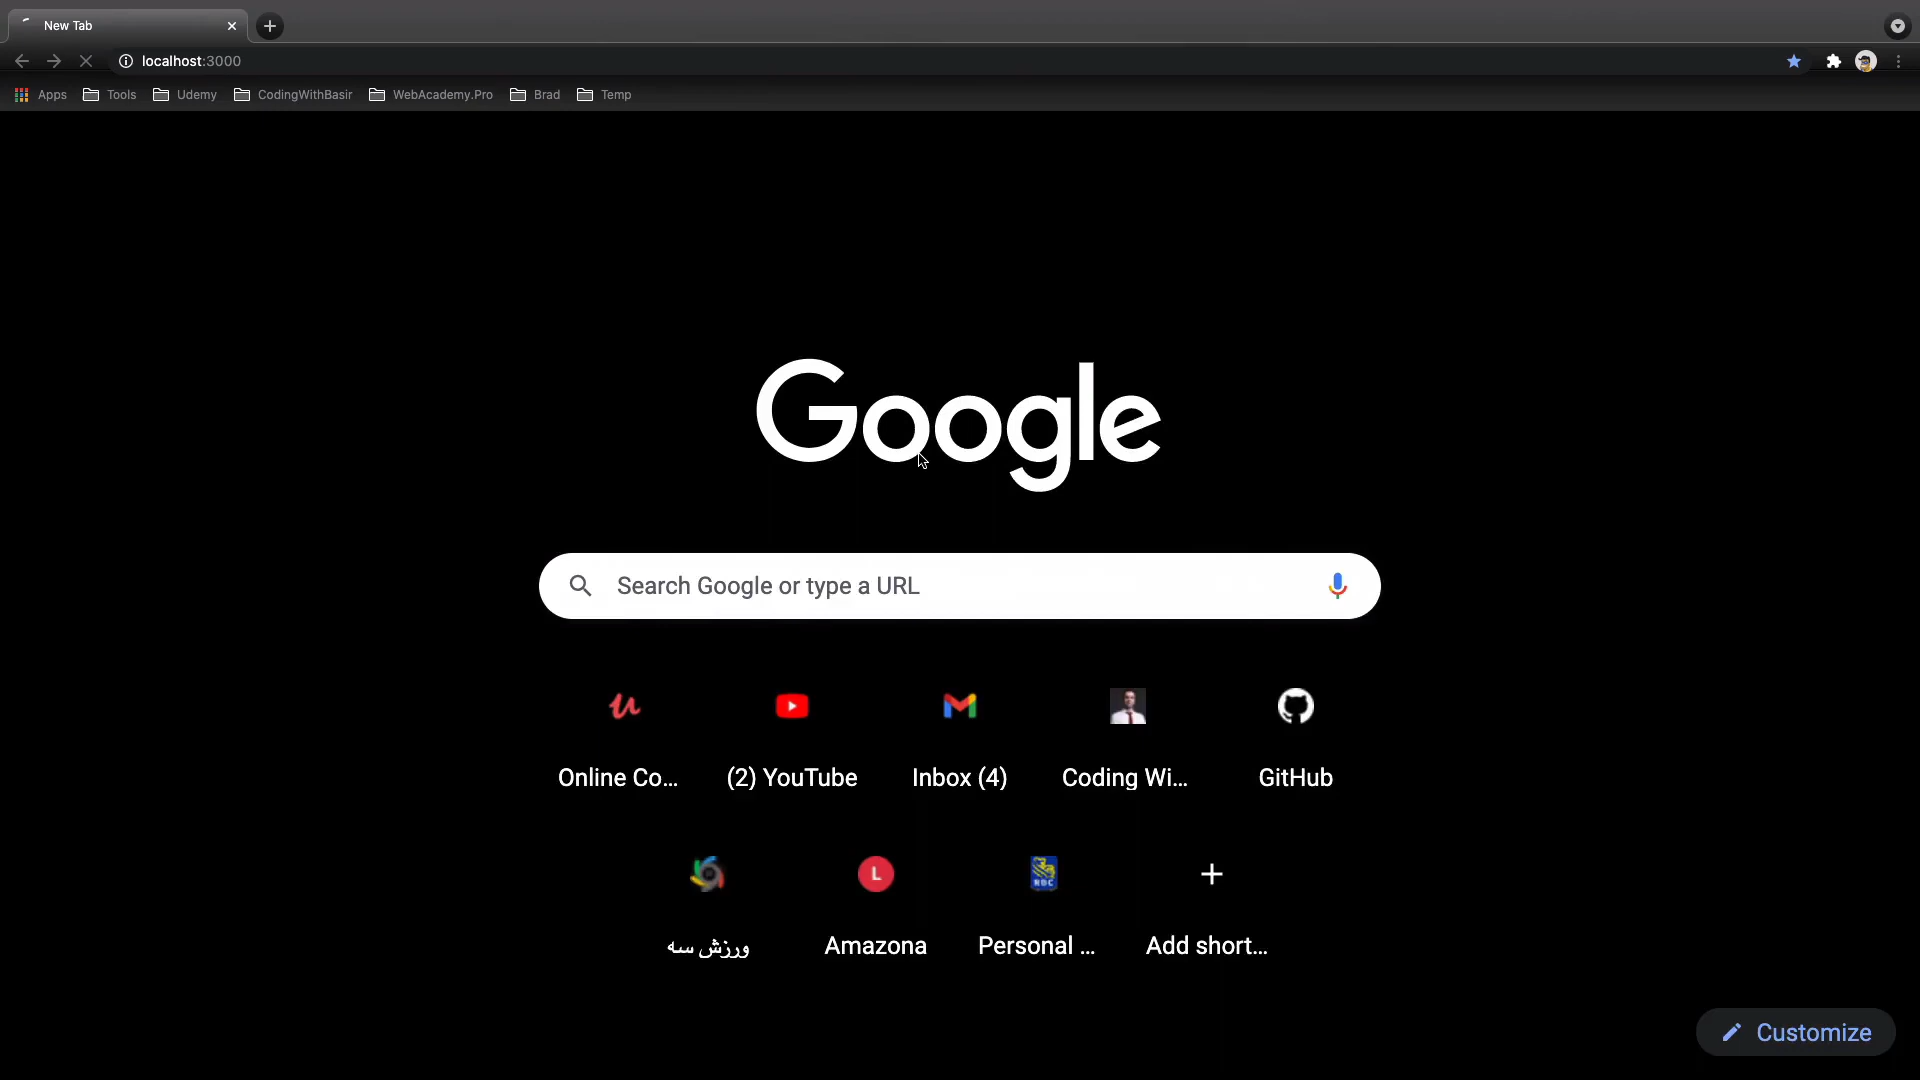 New Tab
localhost:3000
Apps Tools Udemy CodingWithBasir WebAcademy.Pro Brad Temp
Google
Search Google or type a URL
Online Co... (2) YouTube Inbox (4) Coding Wi... GitHub
L RBC
ورزش سه Amazona Personal ... Add short...
Customize